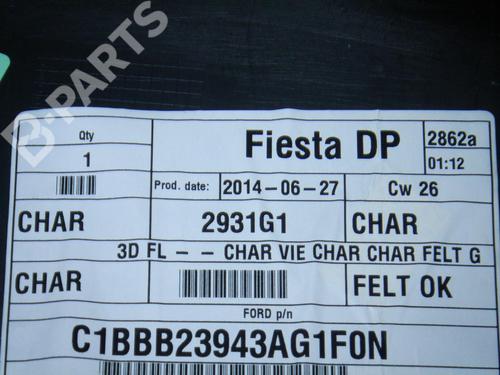 B-PARTS
Qty
1
Fiesta DP
2862a
01:12
Prod. date: 2014-06-27
Cw 26
CHAR
2931G1
CHAR
3D FL - - CHAR VIE CHAR CHAR FELT G
CHAR
FELT OK
FORD p/n
C1BBB23943AG1F0N